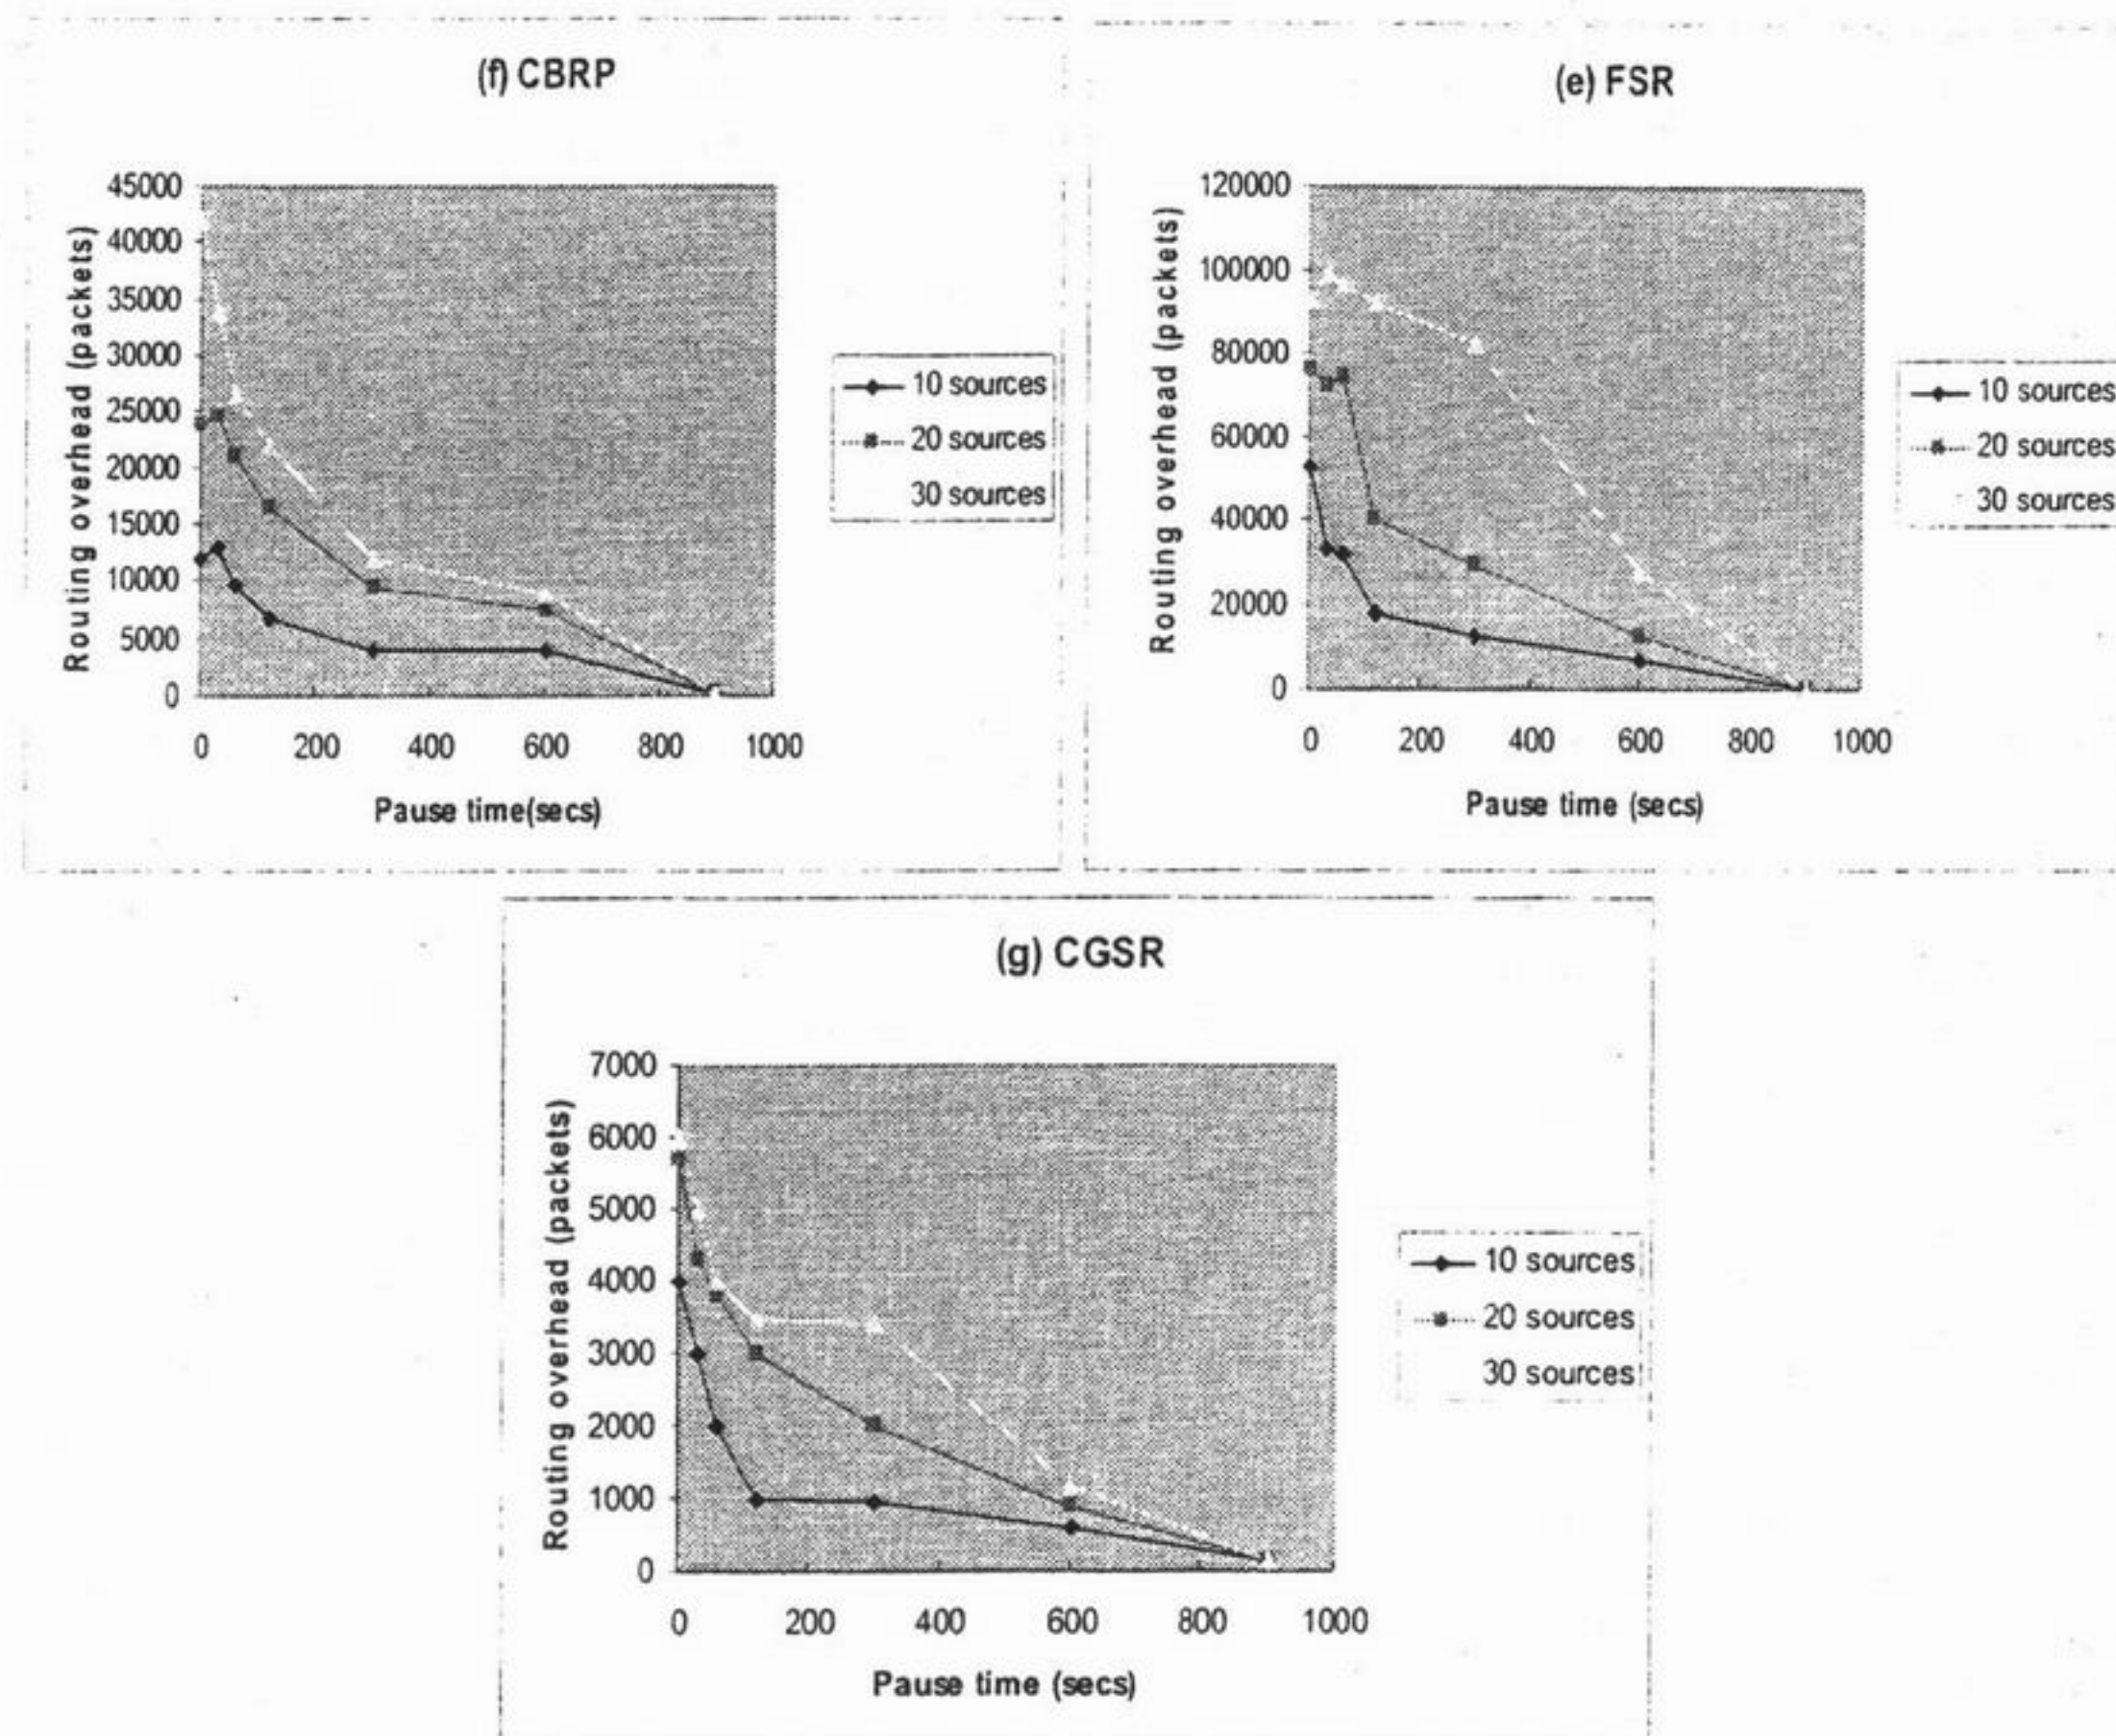 (f) CBRP
45000
40000
35000
30000
25000
20000
15000
10000
5000
0
Routing overhead (packets)
0 200 400 600 800 1000
Pause time(secs)
10 sources
20 sources
30 sources
(e) FSR
120000
100000
80000
60000
40000
20000
0
Routing overhead (packets)
0 200 400 600 800 1000
Pause time (secs)
10 sources
20 sources
30 sources
(g) CGSR
7000
6000
5000
4000
3000
2000
1000
0
Routing overhead (packets)
0 200 400 600 800 1000
Pause time (secs)
10 sources
20 sources
30 sources